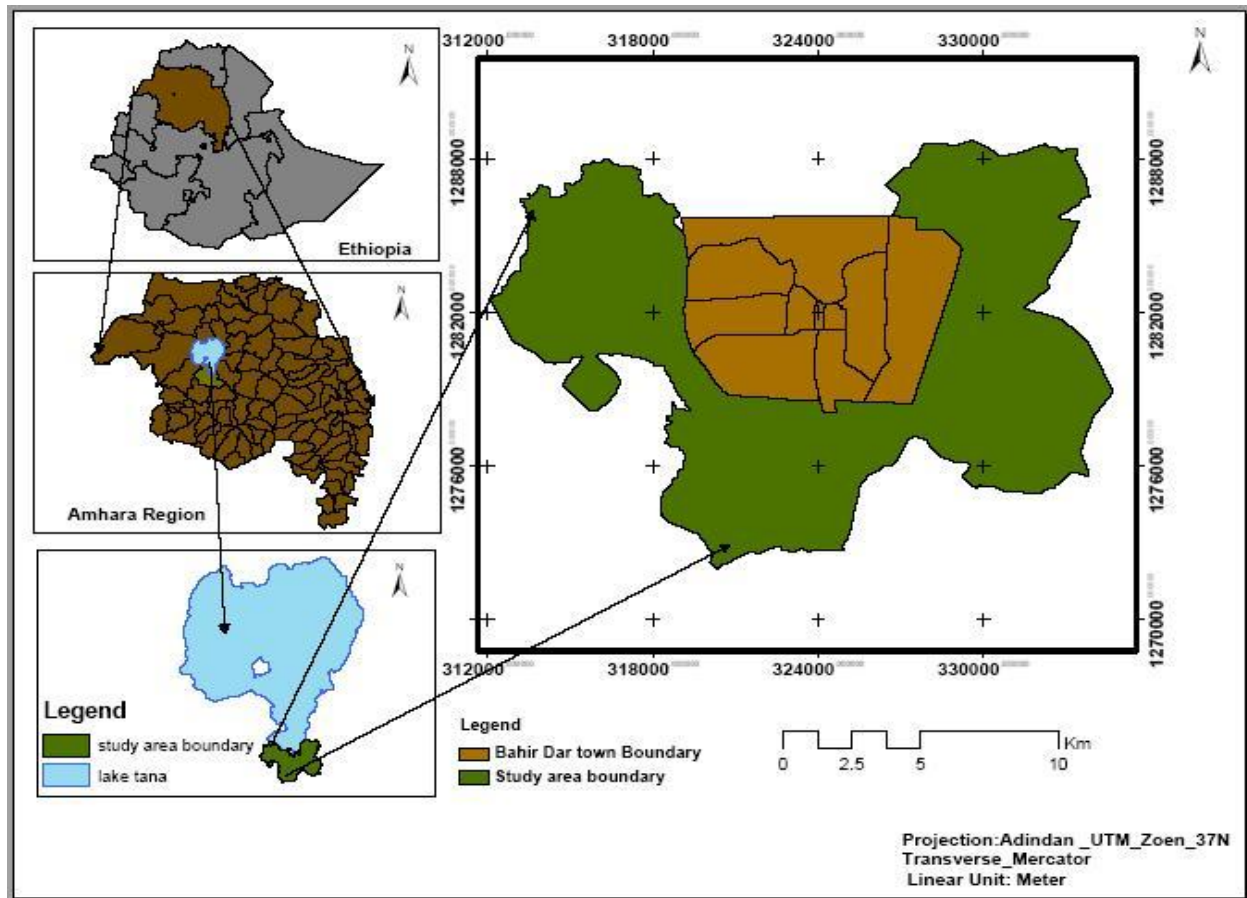 N
Ethiopia
N
Amhara Region
N
Legend
study area boundary
lake tana
312000 318000 324000 330000
N
1288000
1282000
1276000
1270000
1288000
1282000
1276000
1270000
312000 318000 324000 330000
Legend
Bahir Dar town Boundary
Study area boundary
Km
0 2.5 5 10
Projection:Adindan _UTM_Zoen_37N
Transverse_Mercator
Linear Unit: Meter